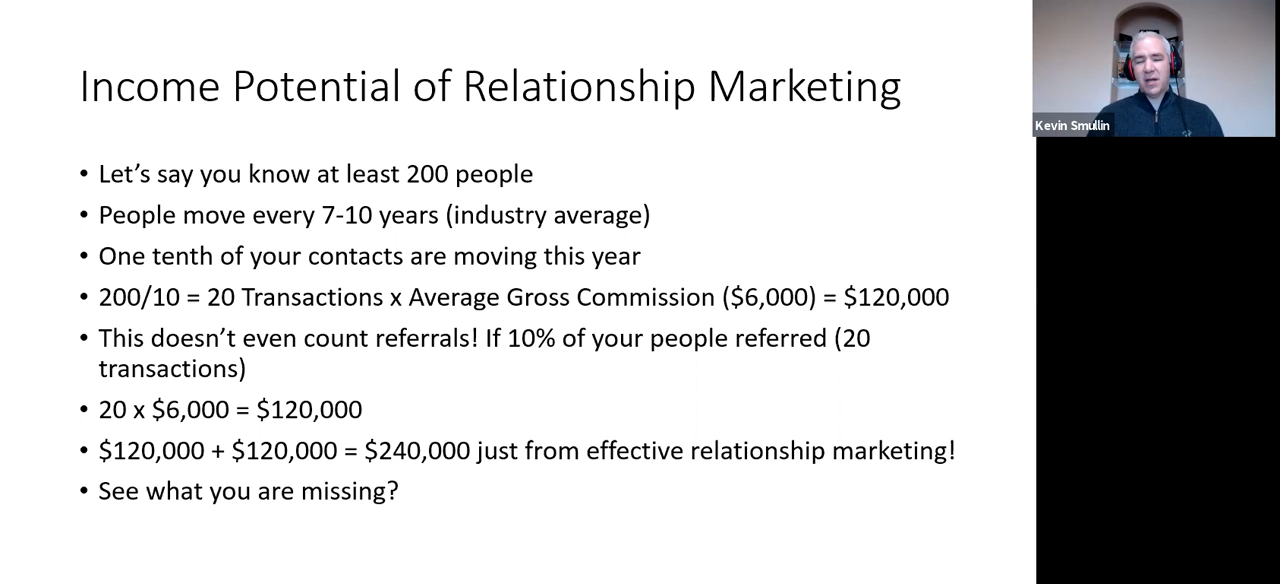 Income Potential of Relationship Marketing
• Let’s say you know at least 200 people
• People move every 7-10 years (industry average)
• One tenth of your contacts are moving this year
• 200/10 = 20 Transactions x Average Gross Commission ($6,000) = $120,000
• This doesn’t even count referrals! If 10% of your people referred (20
transactions)
• 20 x $6,000 = $120,000
• $120,000 + $120,000 = $240,000 just from effective relationship marketing!
• See what you are missing?
Kevin Smullin